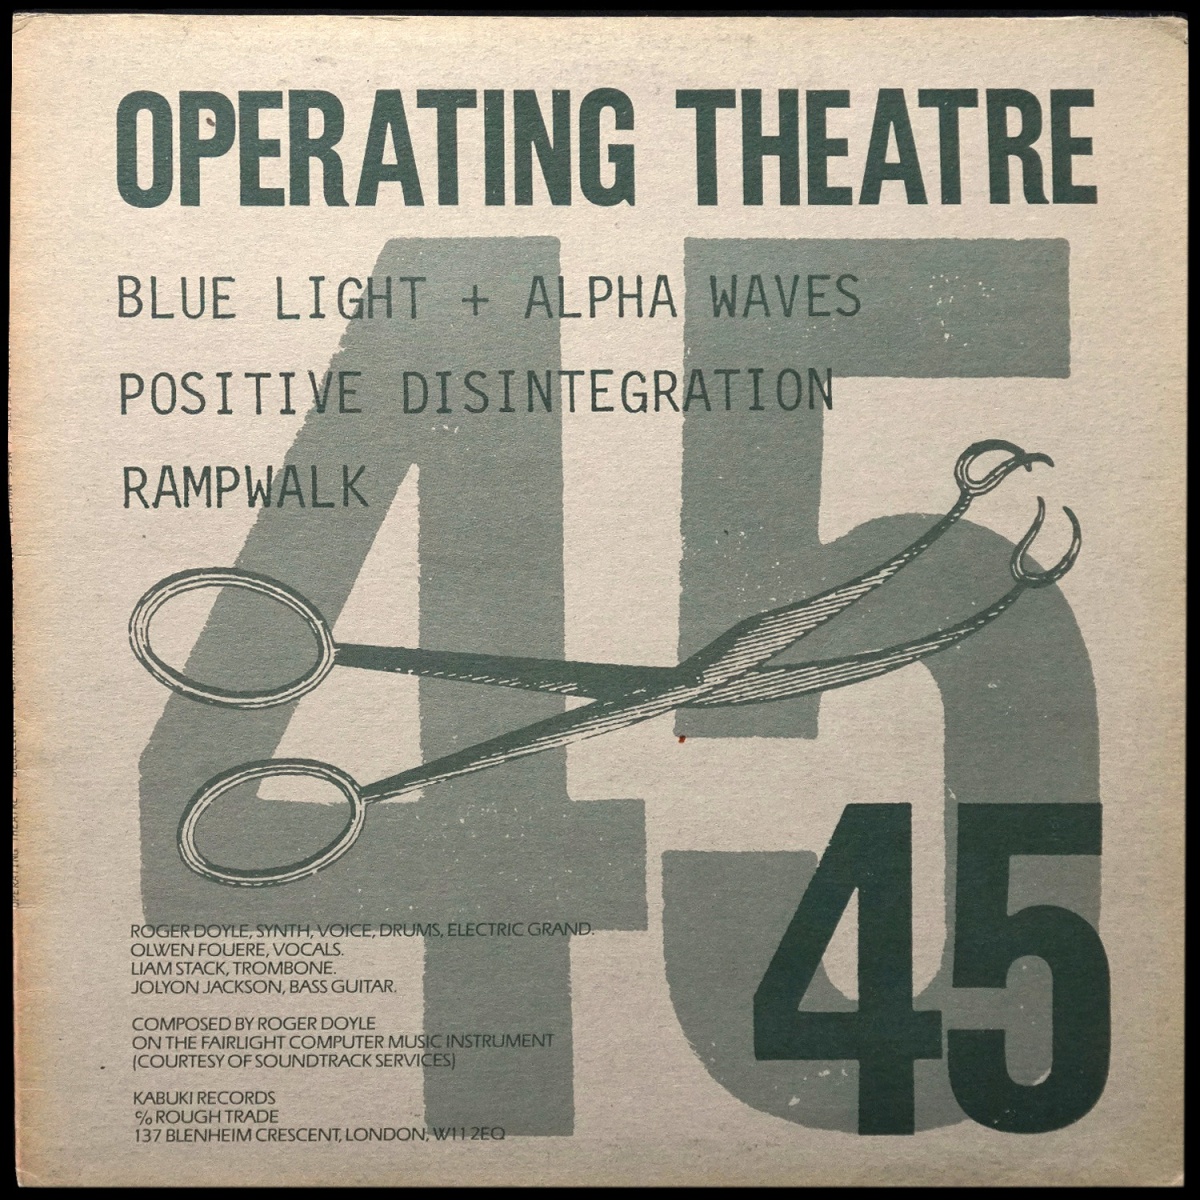 OPERATING THEATRE
BLUE LIGHT + ALPHA WAVES
POSITIVE DISINTEGRATION
RAMPWALK
45
45
ROGER DOYLE, SYNTH, VOICE, DRUMS, ELECTRIC GRAND.
OLWEN FOUERE, VOCALS.
LIAM STACK, TROMBONE.
JOLYON JACKSON, BASS GUITAR.
COMPOSED BY ROGER DOYLE
ON THE FAIRLIGHT COMPUTER MUSIC INSTRUMENT
(COURTESY OF SOUNDTRACK SERVICES)
KABUKI RECORDS
℅ ROUGH TRADE
137 BLENHEIM CRESCENT, LONDON, W11 2EQ
OPERATING THEATRE /